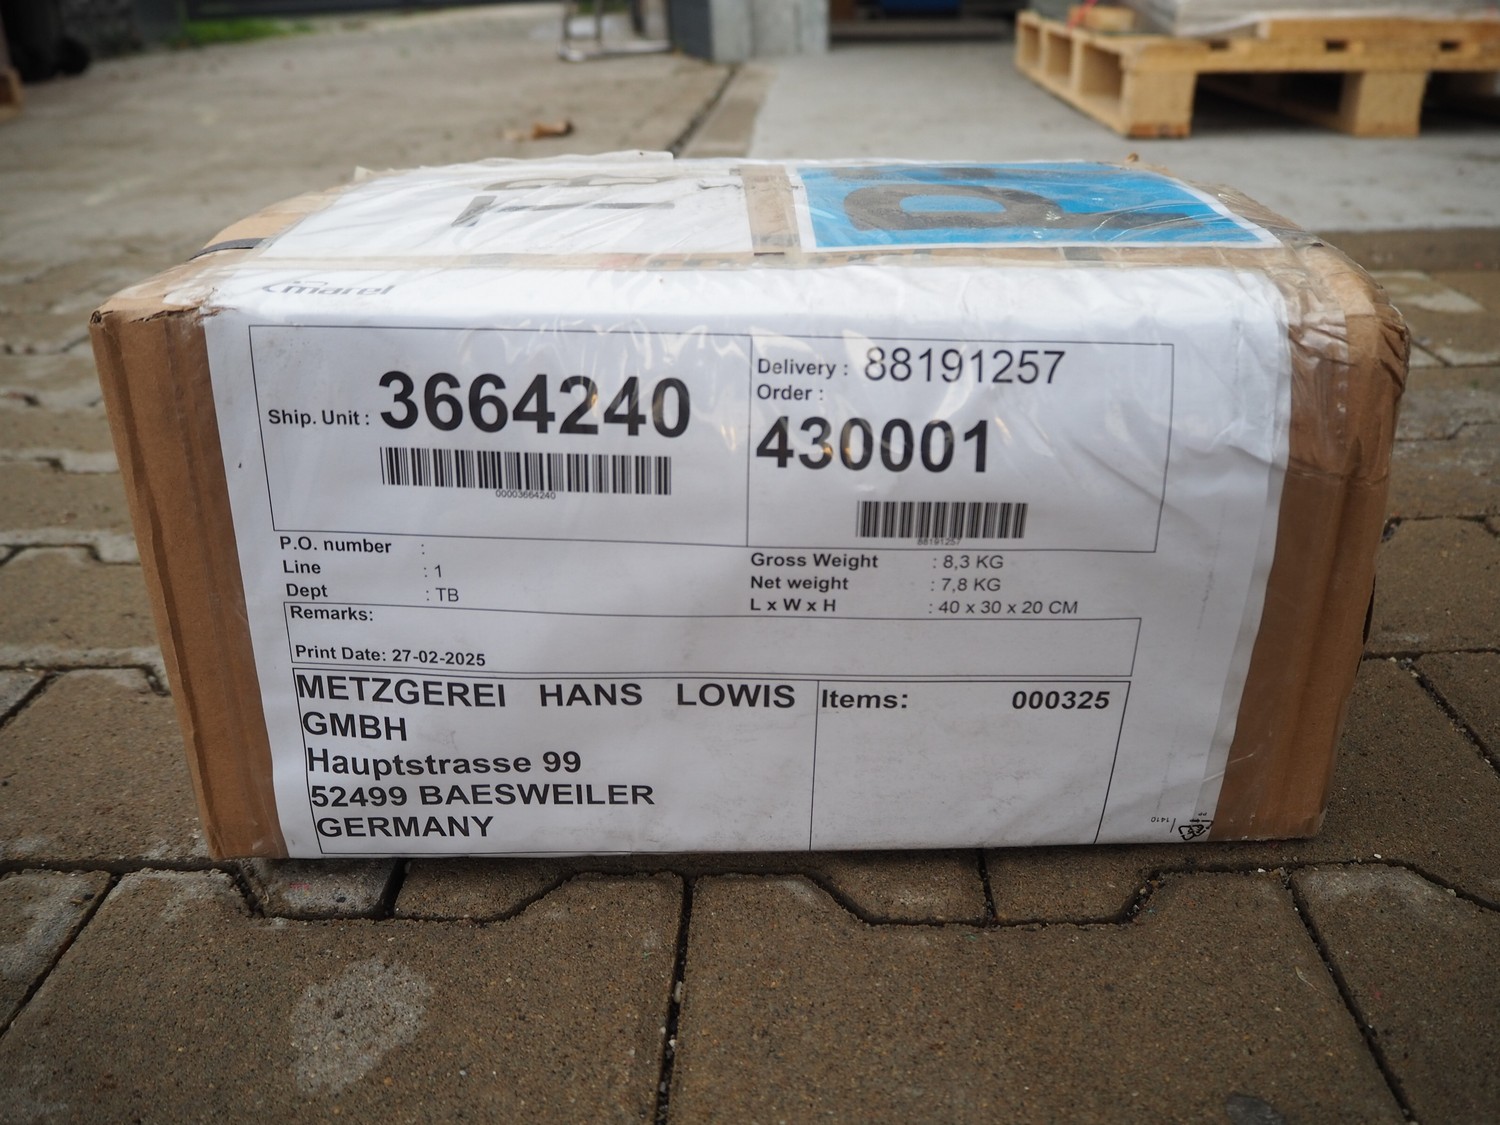 marel
Ship. Unit : 3664240
00003664240
Delivery : 88191257
Order :
430001
88191257
P.O. number :
Line : 1
Dept : TB
Gross Weight : 8,3 KG
Net weight : 7,8 KG
L x W x H : 40 x 30 x 20 CM
Remarks:
Print Date: 27-02-2025
METZGEREI HANS LOWIS
GMBH
Hauptstrasse 99
52499 BAESWEILER
GERMANY
Items: 000325
1410
PP